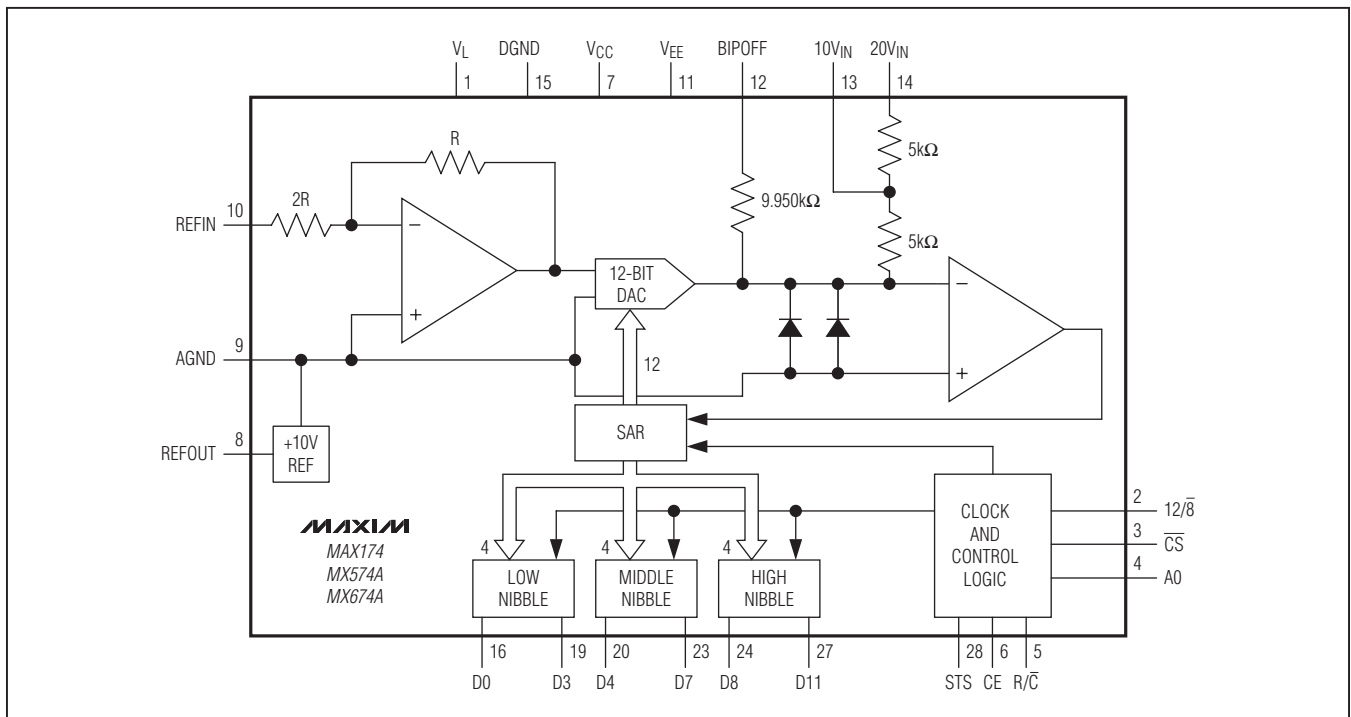 VL DGND VCC VEE BIPOFF 10VIN 20VIN
1 15 7 11 12 13 14
R
5kΩ
2R
9.950kΩ
REFIN 10
−
5kΩ
12-BIT
DAC
−
+
AGND 9
12
+
REFOUT 8
+10V
REF
SAR
MAXIM
MAX174
MX574A
MX674A
CLOCK
AND
CONTROL
LOGIC
2 12/8̅
3 C̅S̅
4 A0
4 4 4
LOW
NIBBLE
MIDDLE
NIBBLE
HIGH
NIBBLE
16 19 20 23 24 27 28 6 5
D0 D3 D4 D7 D8 D11 STS CE R/C̅